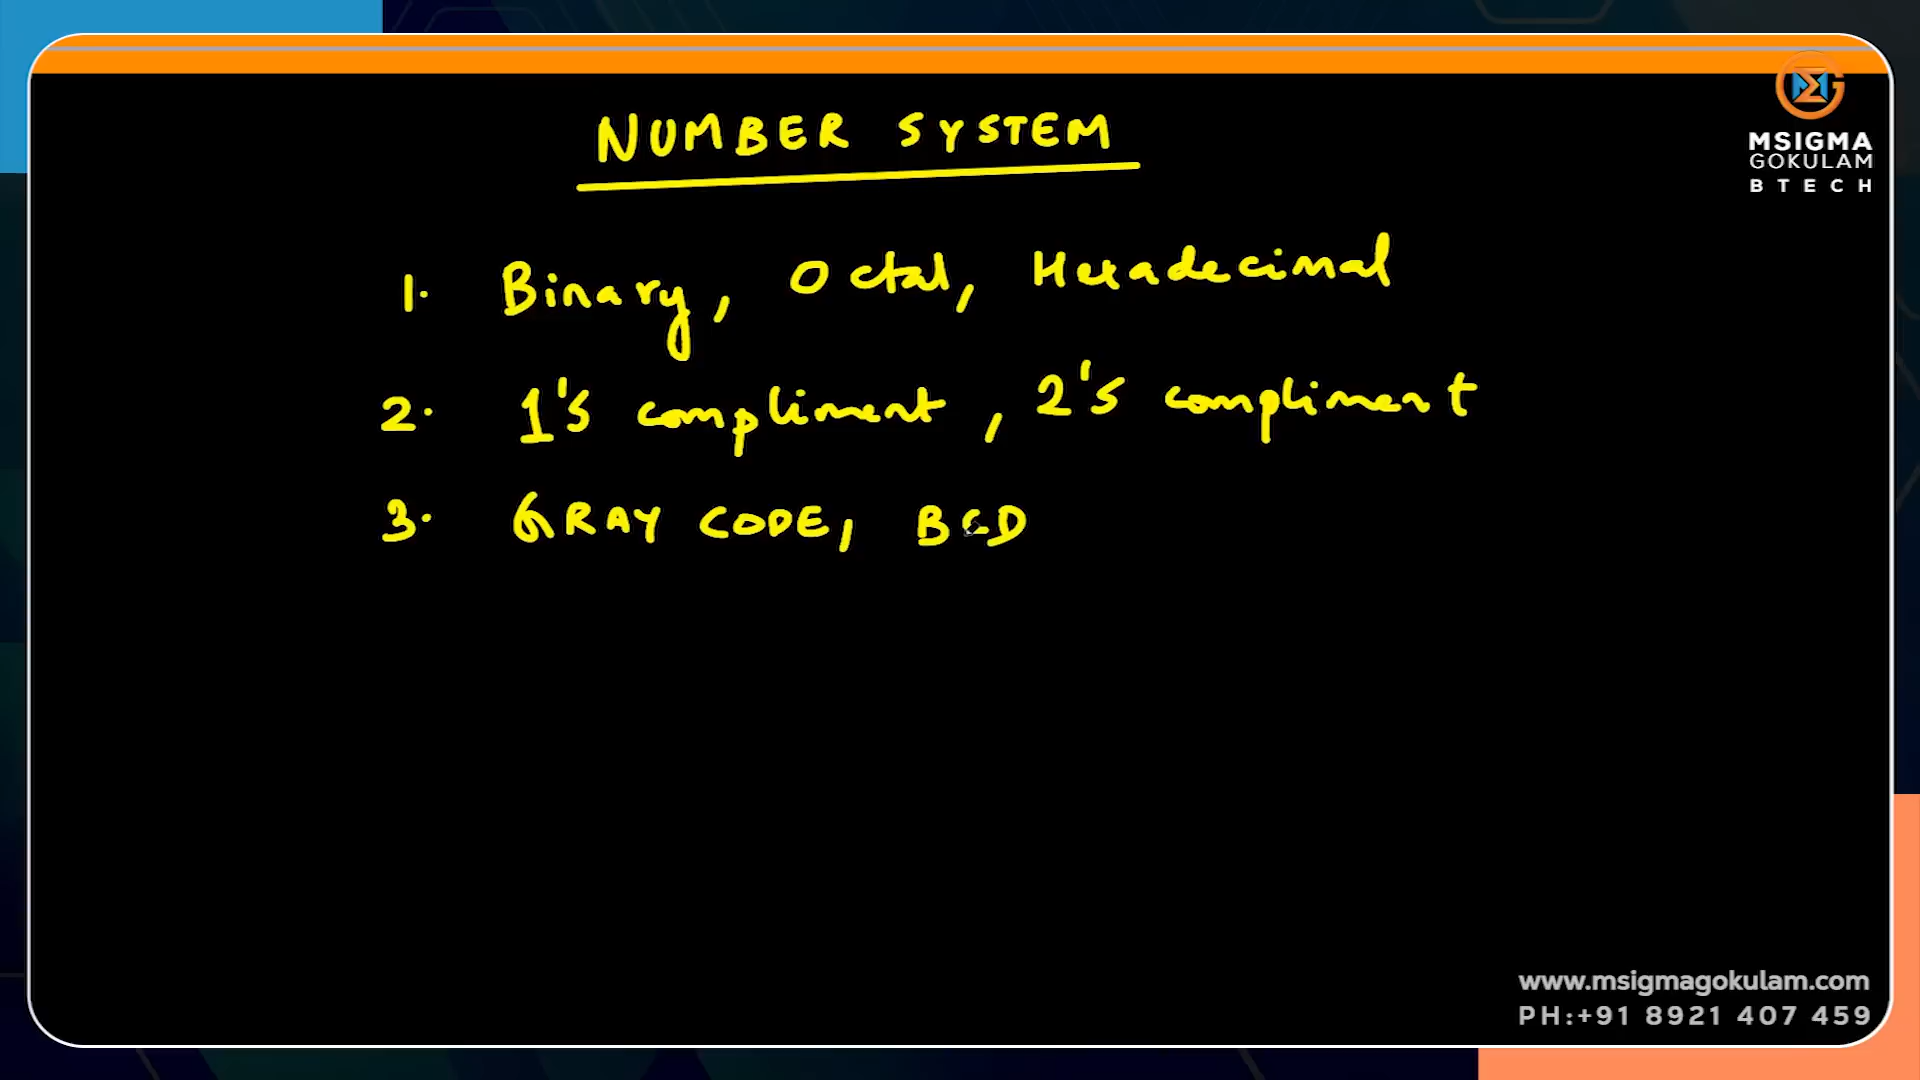 NUMBER SYSTEM
1. Binary, Octal, Hexadecimal
2. 1's compliment, 2's compliment
3. GRAY CODE, BCD
MSIGMA
GOKULAM
BTECH
www.msigmagokulam.com
PH:+91 8921 407 459